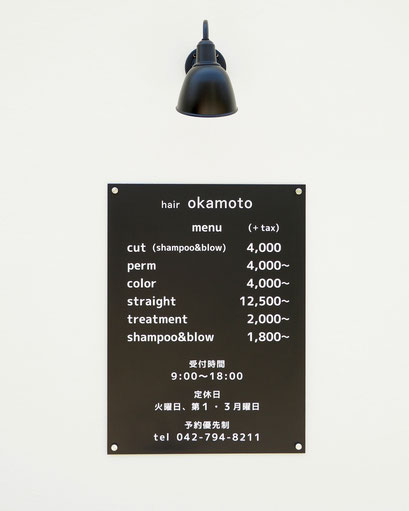 hair okamoto
menu (+ tax)
cut (shampoo&blow) 4,000
perm 4,000~
color 4,000~
straight 12,500~
treatment 2,000~
shampoo&blow 1,800~
受付時間
9:00〜18:00
定休日
火曜日、第1・3月曜日
予約優先制
tel 042-794-8211